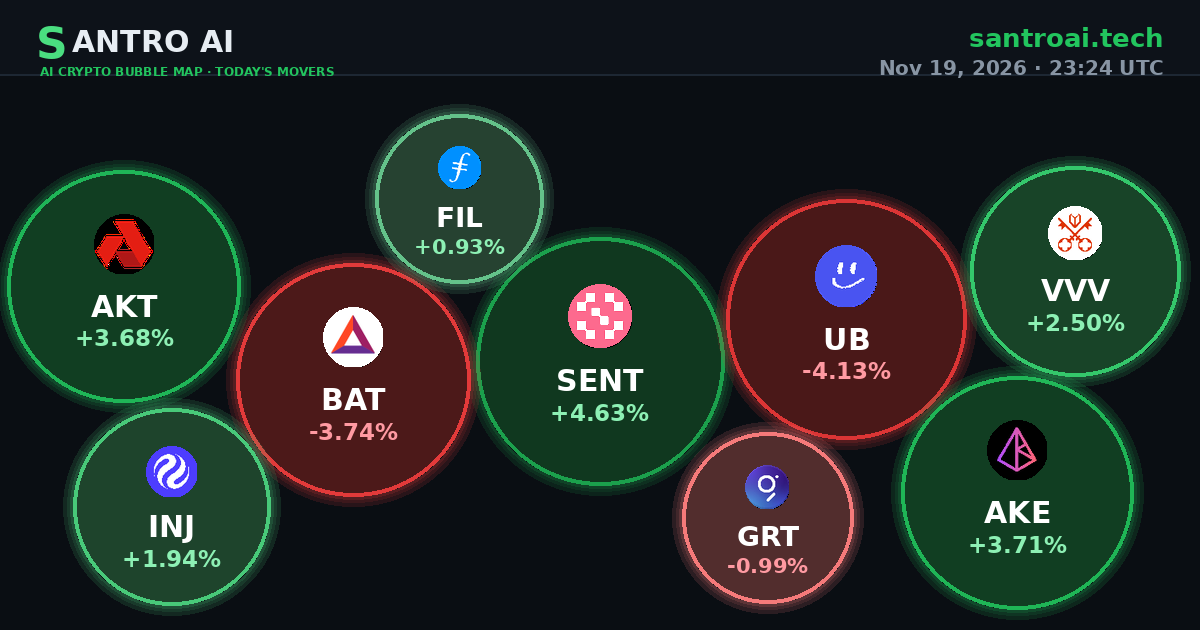 SANTRO AI
AI CRYPTO BUBBLE MAP · TODAY'S MOVERS
santroai.tech
Nov 19, 2026 · 23:24 UTC
FIL
+0.93%
AKT
+3.68%
VVV
+2.50%
UB
-4.13%
BAT
-3.74%
SENT
+4.63%
INJ
+1.94%
GRT
-0.99%
AKE
+3.71%